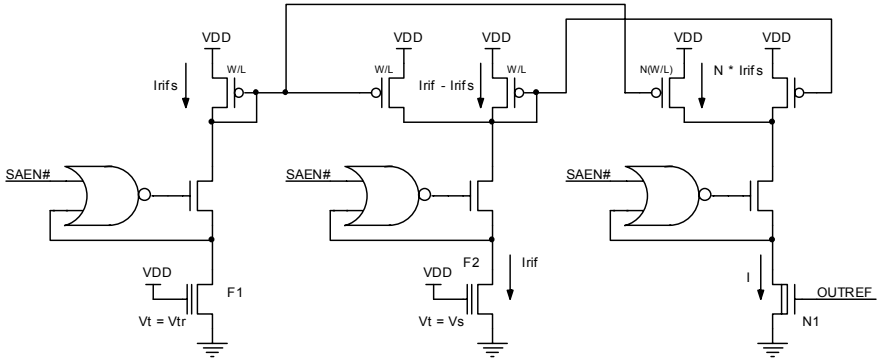 VDD VDD VDD VDD VDD
W/L W/L W/L N(W/L)
Irifs Irif - Irifs N * Irifs
SAEN# SAEN# SAEN#
VDD F1 VDD F2 Irif I OUTREF
Vt = Vtr Vt = Vs N1